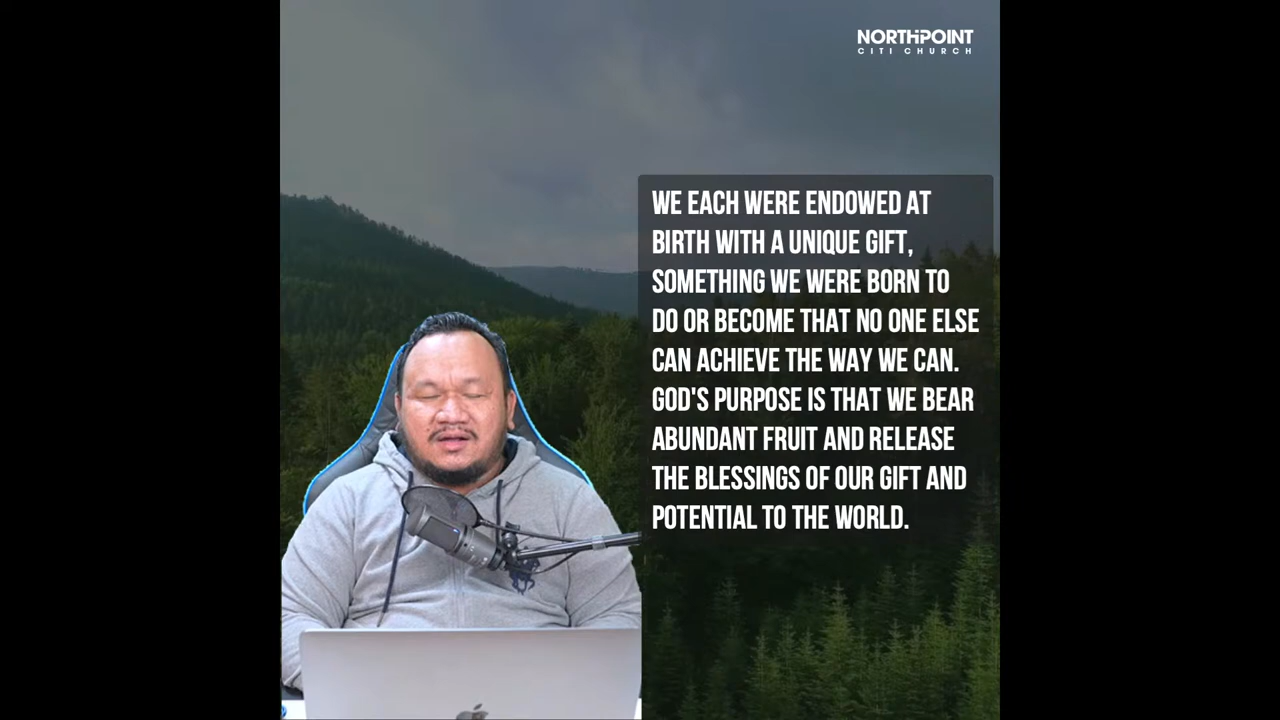 NORTHPOINT
CITI CHURCH
WE EACH WERE ENDOWED AT
BIRTH WITH A UNIQUE GIFT,
SOMETHING WE WERE BORN TO
DO OR BECOME THAT NO ONE ELSE
CAN ACHIEVE THE WAY WE CAN.
GOD'S PURPOSE IS THAT WE BEAR
ABUNDANT FRUIT AND RELEASE
THE BLESSINGS OF OUR GIFT AND
POTENTIAL TO THE WORLD.